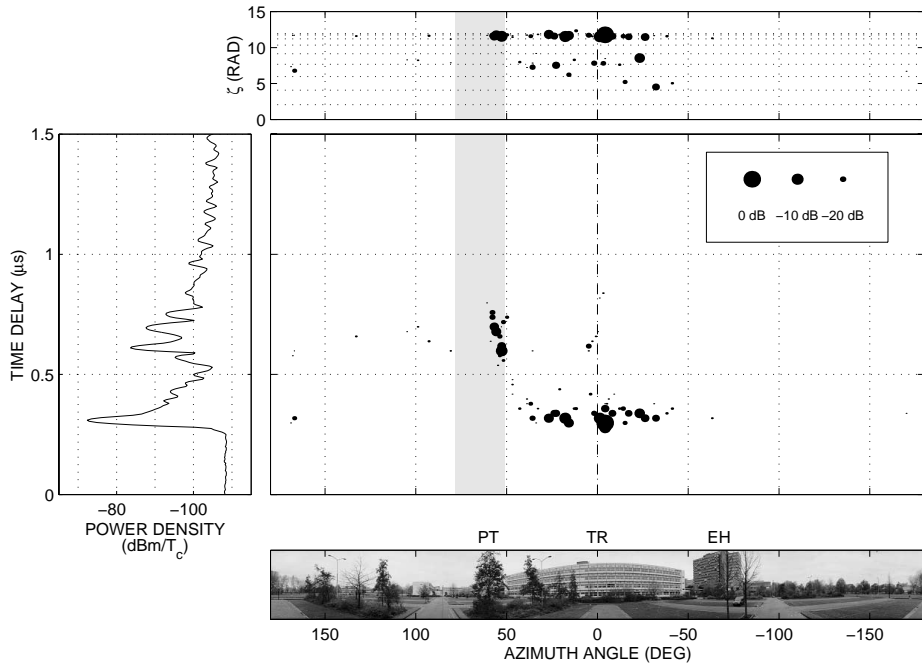 15
10
5
0
ζ (RAD)
1.5
1
0.5
0
TIME DELAY (μs)
−80 −100
POWER DENSITY
(dBm/T_c)
0 dB −10 dB −20 dB
PT TR EH
150 100 50 0 −50 −100 −150
AZIMUTH ANGLE (DEG)